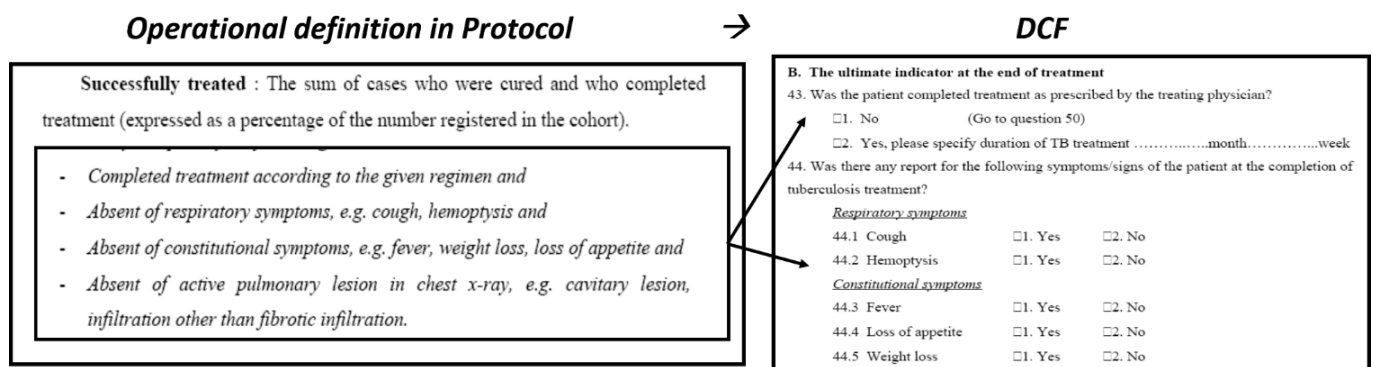 Operational definition in Protocol → DCF
Successfully treated : The sum of cases who were cured and who completed
treatment (expressed as a percentage of the number registered in the cohort).
- Completed treatment according to the given regimen and
- Absent of respiratory symptoms, e.g. cough, hemoptysis and
- Absent of constitutional symptoms, e.g. fever, weight loss, loss of appetite and
- Absent of active pulmonary lesion in chest x-ray, e.g. cavitary lesion,
infiltration other than fibrotic infiltration.
B. The ultimate indicator at the end of treatment
43. Was the patient completed treatment as prescribed by the treating physician?
□1. No (Go to question 50)
□2. Yes, please specify duration of TB treatment ……………month……………week
44. Was there any report for the following symptoms/signs of the patient at the completion of
tuberculosis treatment?
Respiratory symptoms
44.1 Cough □1. Yes □2. No
44.2 Hemoptysis □1. Yes □2. No
Constitutional symptoms
44.3 Fever □1. Yes □2. No
44.4 Loss of appetite □1. Yes □2. No
44.5 Weight loss □1. Yes □2. No